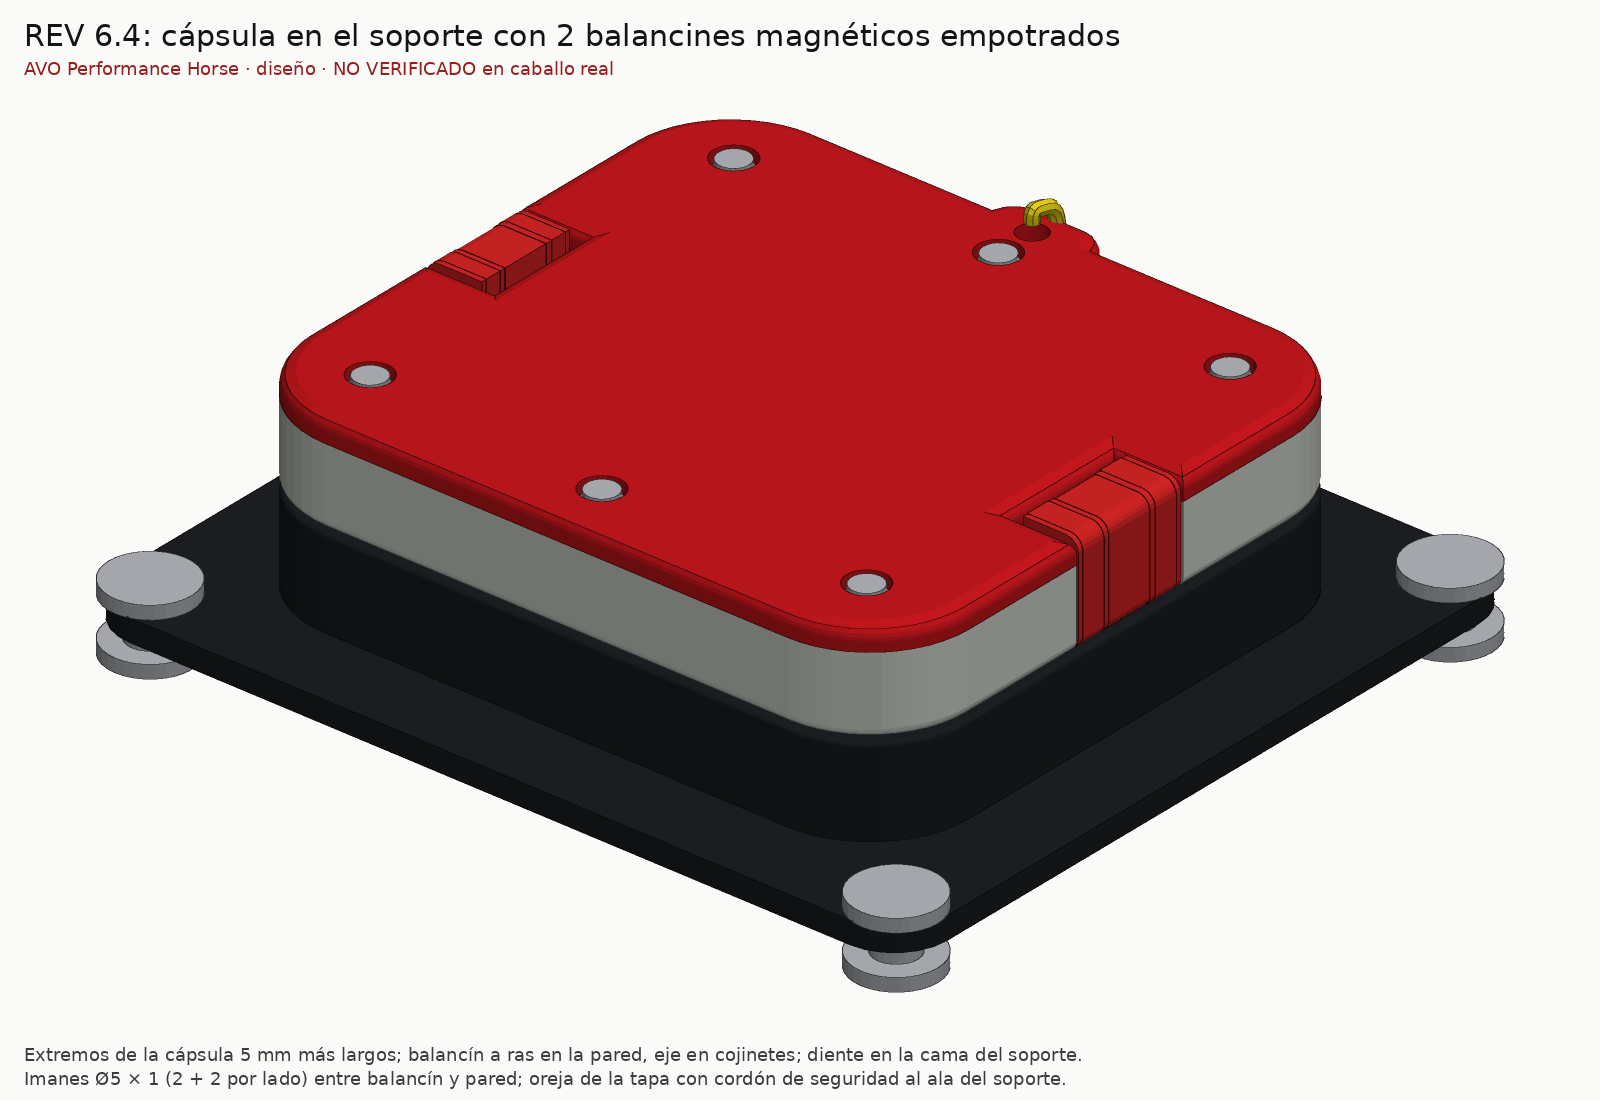 REV 6.4: cápsula en el soporte con 2 balancines magnéticos empotrados
AVO Performance Horse · diseño · NO VERIFICADO en caballo real
Extremos de la cápsula 5 mm más largos; balancín a ras en la pared, eje en cojinetes; diente en la cama del soporte.
Imanes Ø5 × 1 (2 + 2 por lado) entre balancín y pared; oreja de la tapa con cordón de seguridad al ala del soporte.